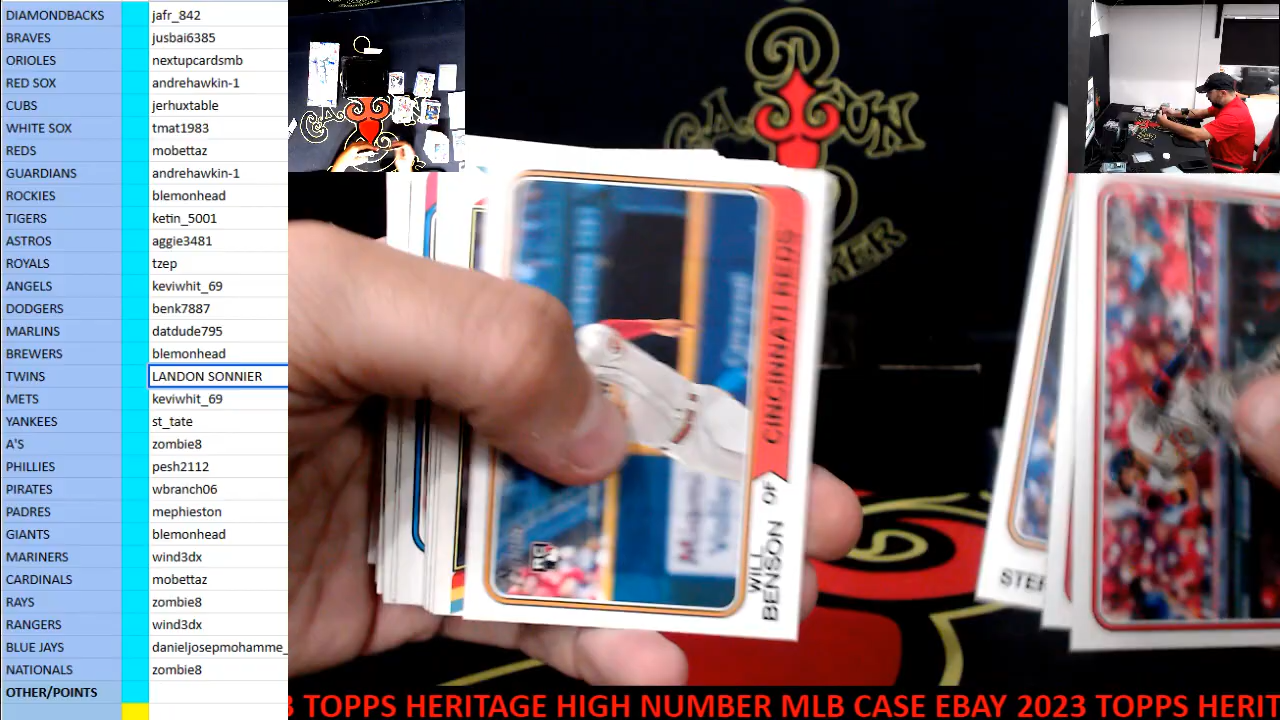 DIAMONDBACKS jafr_842
BRAVES jusbai6385
ORIOLES nextupcardsmb
RED SOX andrehawkin-1
CUBS jerhuxtable
WHITE SOX tmat1983
REDS mobettaz
GUARDIANS andrehawkin-1
ROCKIES blemonhead
TIGERS ketin_5001
ASTROS aggie3481
ROYALS tzep
ANGELS keviwhit_69
DODGERS benk7887
MARLINS datdude795
BREWERS blemonhead
TWINS LANDON SONNIER
METS keviwhit_69
YANKEES st_tate
A'S zombie8
PHILLIES pesh2112
PIRATES wbranch06
PADRES mephieston
GIANTS blemonhead
MARINERS wind3dx
CARDINALS mobettaz
RAYS zombie8
RANGERS wind3dx
BLUE JAYS danieljosepmohamme_
NATIONALS zombie8
OTHER/POINTS
CINCINNATI REDS
WILL BENSON OF
3 TOPPS HERITAGE HIGH NUMBER MLB CASE EBAY 2023 TOPPS HERIT